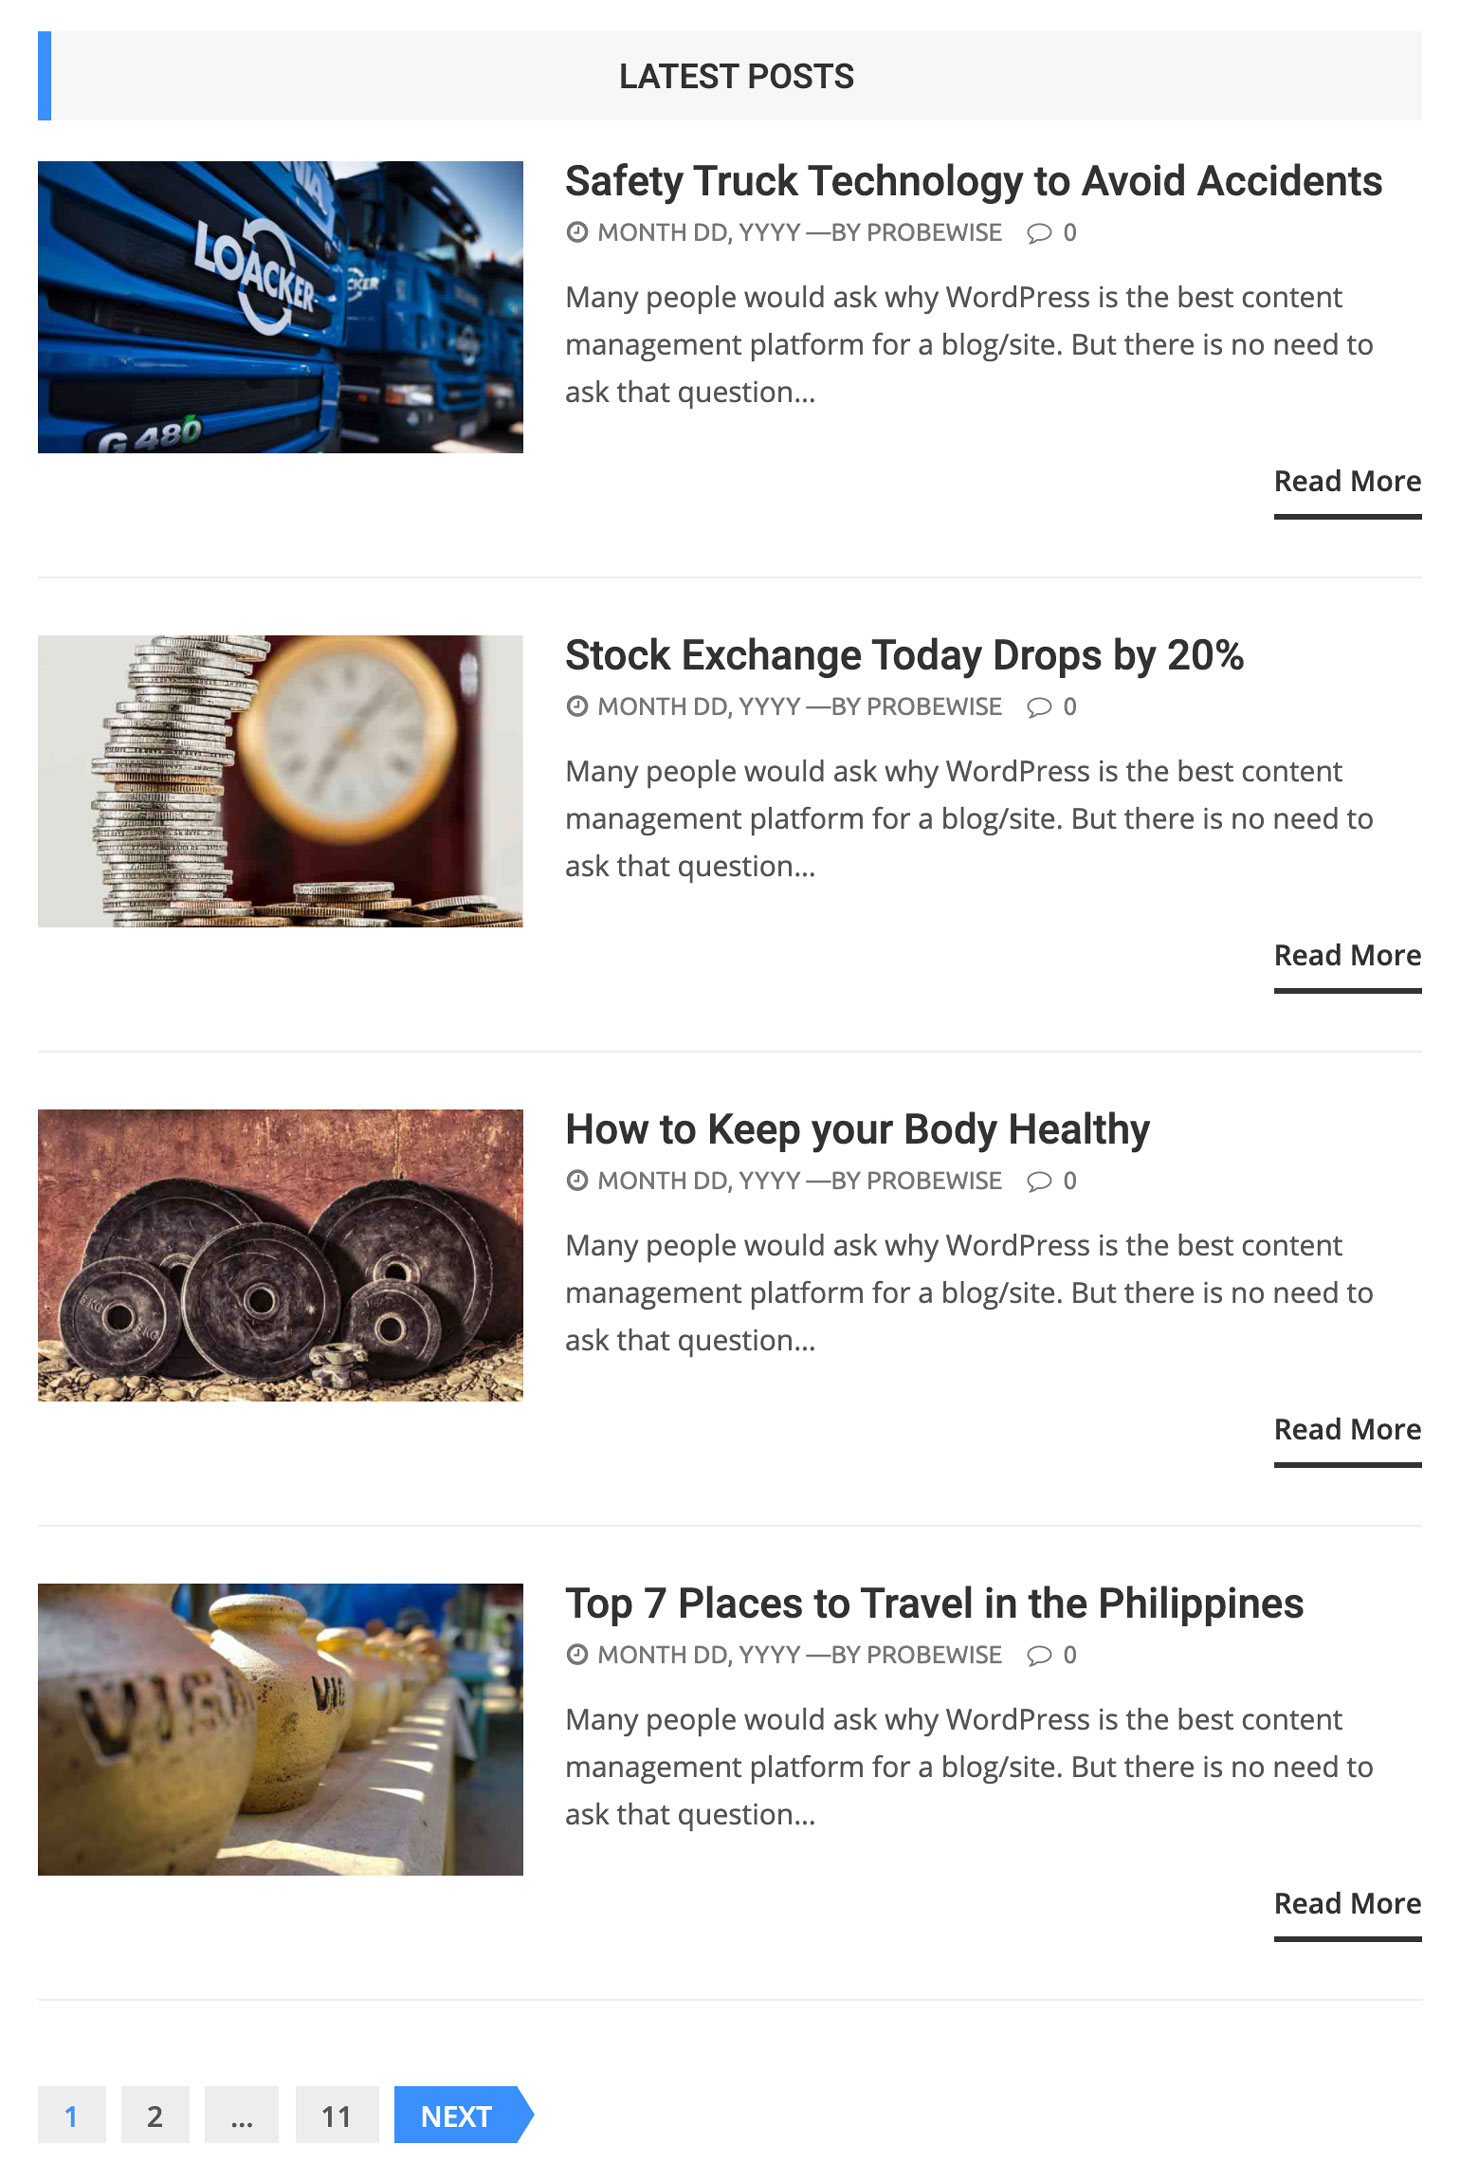 LATEST POSTS
LOACKER
G 480
Safety Truck Technology to Avoid Accidents
MONTH DD, YYYY —BY PROBEWISE 0
Many people would ask why WordPress is the best content
management platform for a blog/site. But there is no need to
ask that question...
Read More
Stock Exchange Today Drops by 20%
MONTH DD, YYYY —BY PROBEWISE 0
Many people would ask why WordPress is the best content
management platform for a blog/site. But there is no need to
ask that question...
Read More
How to Keep your Body Healthy
MONTH DD, YYYY —BY PROBEWISE 0
Many people would ask why WordPress is the best content
management platform for a blog/site. But there is no need to
ask that question...
Read More
Top 7 Places to Travel in the Philippines
MONTH DD, YYYY —BY PROBEWISE 0
Many people would ask why WordPress is the best content
management platform for a blog/site. But there is no need to
ask that question...
Read More
1 2 ... 11 NEXT